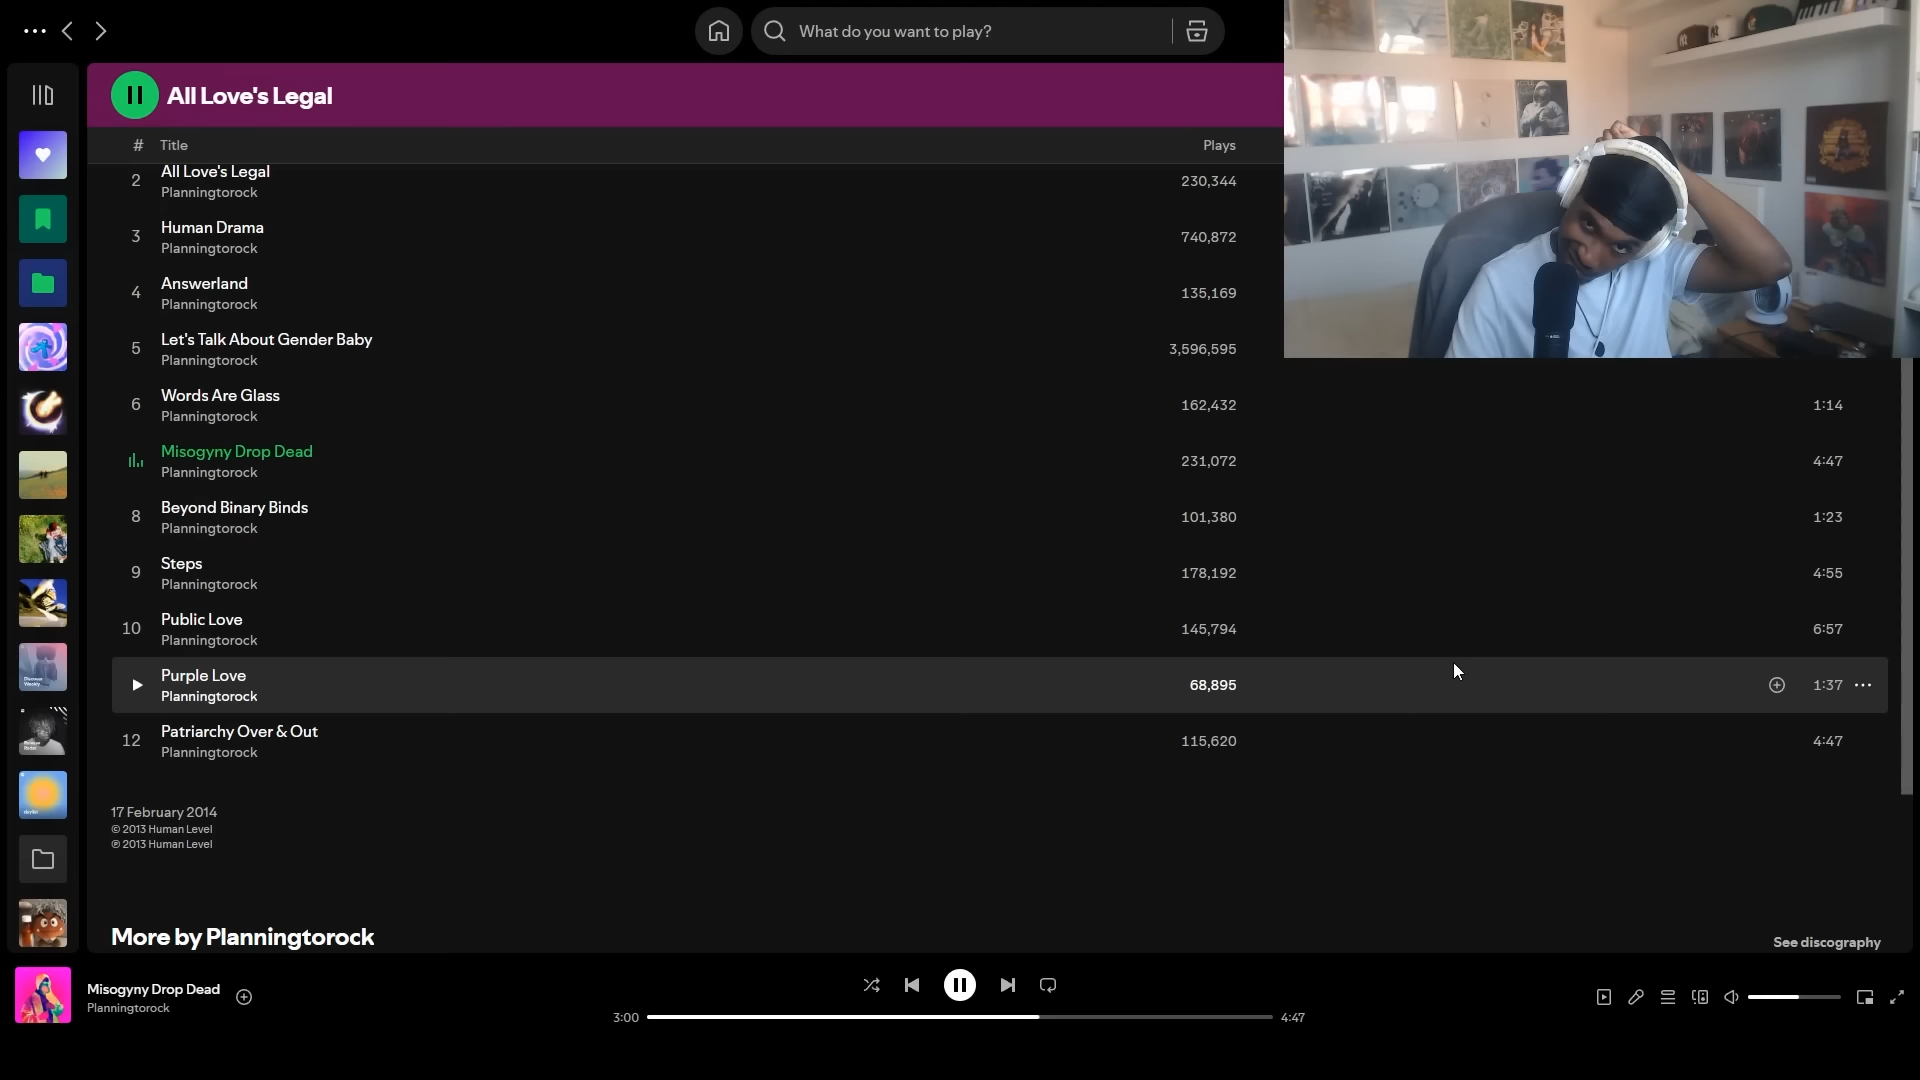 What do you want to play?
All Love's Legal
# Title Plays
2 All Love's Legal 230,344
Planningtorock
3 Human Drama 740,872
Planningtorock
4 Answerland 135,169
Planningtorock
5 Let's Talk About Gender Baby 3,596,595
Planningtorock
6 Words Are Glass 162,432 1:14
Planningtorock
Misogyny Drop Dead 231,072 4:47
Planningtorock
8 Beyond Binary Binds 101,380 1:23
Planningtorock
9 Steps 178,192 4:55
Planningtorock
10 Public Love 145,794 6:57
Planningtorock
Purple Love 68,895 1:37
Planningtorock
12 Patriarchy Over & Out 115,620 4:47
Planningtorock
17 February 2014
© 2013 Human Level
℗ 2013 Human Level
More by Planningtorock
See discography
Misogyny Drop Dead
Planningtorock
3:00 4:47